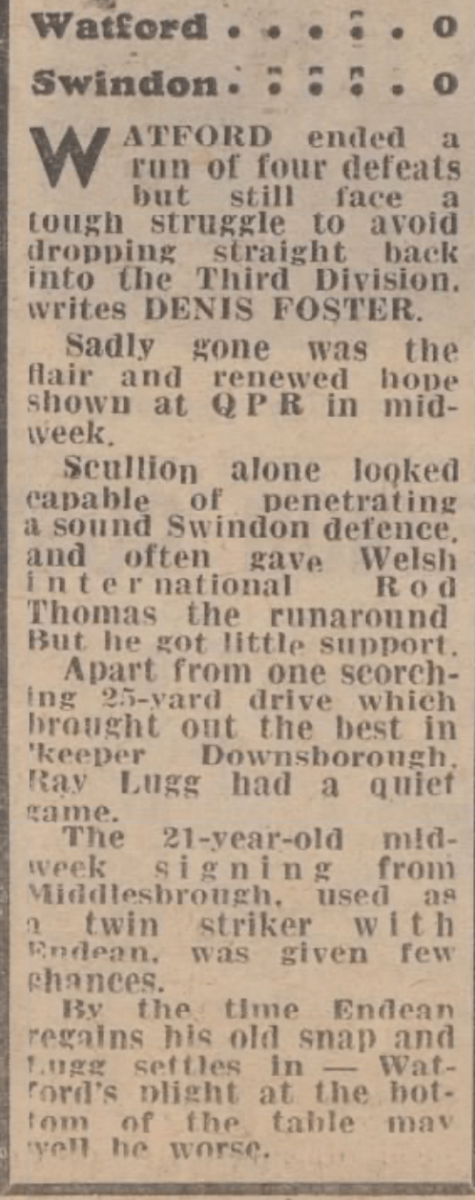 Watford . . . . . 0
Swindon. . . . . 0
WATFORD ended a
run of four defeats
but still face a
tough struggle to avoid
dropping straight back
into the Third Division.
writes DENIS FOSTER.
Sadly gone was the
flair and renewed hope
shown at QPR in mid-
week.
Scullion alone looked
capable of penetrating
a sound Swindon defence,
and often gave Welsh
international Rod
Thomas the runaround
But he got little support.
Apart from one scorch-
ing 25-yard drive which
brought out the best in
'keeper Downsborough,
Ray Lugg had a quiet
game.
The 21-year-old mid-
week signing from
Middlesbrough, used as
a twin striker with
Endean, was given few
chances.
By the time Endean
regains his old snap and
Lugg settles in — Wat-
ford's plight at the bot-
tom of the table may
well be worse.